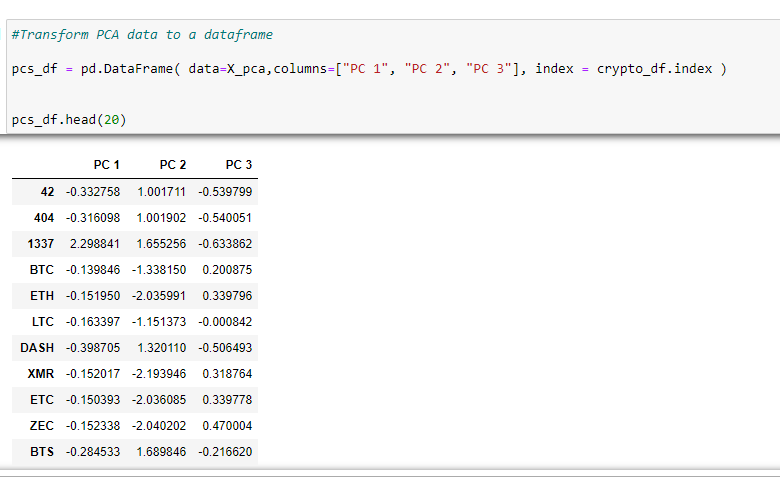 #Transform PCA data to a dataframe
pcs_df = pd.DataFrame( data=X_pca,columns=["PC 1", "PC 2", "PC 3"], index = crypto_df.index )
pcs_df.head(20)
PC 1 PC 2 PC 3
42 -0.332758 1.001711 -0.539799
404 -0.316098 1.001902 -0.540051
1337 2.298841 1.655256 -0.633862
BTC -0.139846 -1.338150 0.200875
ETH -0.151950 -2.035991 0.339796
LTC -0.163397 -1.151373 -0.000842
DASH -0.398705 1.320110 -0.506493
XMR -0.152017 -2.193946 0.318764
ETC -0.150393 -2.036085 0.339778
ZEC -0.152338 -2.040202 0.470004
BTS -0.284533 1.689846 -0.216620